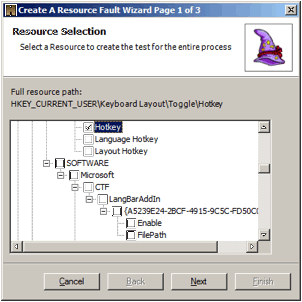 Create A Resource Fault Wizard Page 1 of 3
Resource Selection
Select A Resource to create the test for the entire process
Full resource path:
HKEY_CURRENT_USER\Keyboard Layout\Toggle\Hotkey
Hotkey
Language Hotkey
Layout Hotkey
SOFTWARE
Microsoft
CTF
LangBarAddIn
{A5239E24-2BCF-4915-9C5C-FD50C0
Enable
FilePath
Cancel
Back
Next
Finish